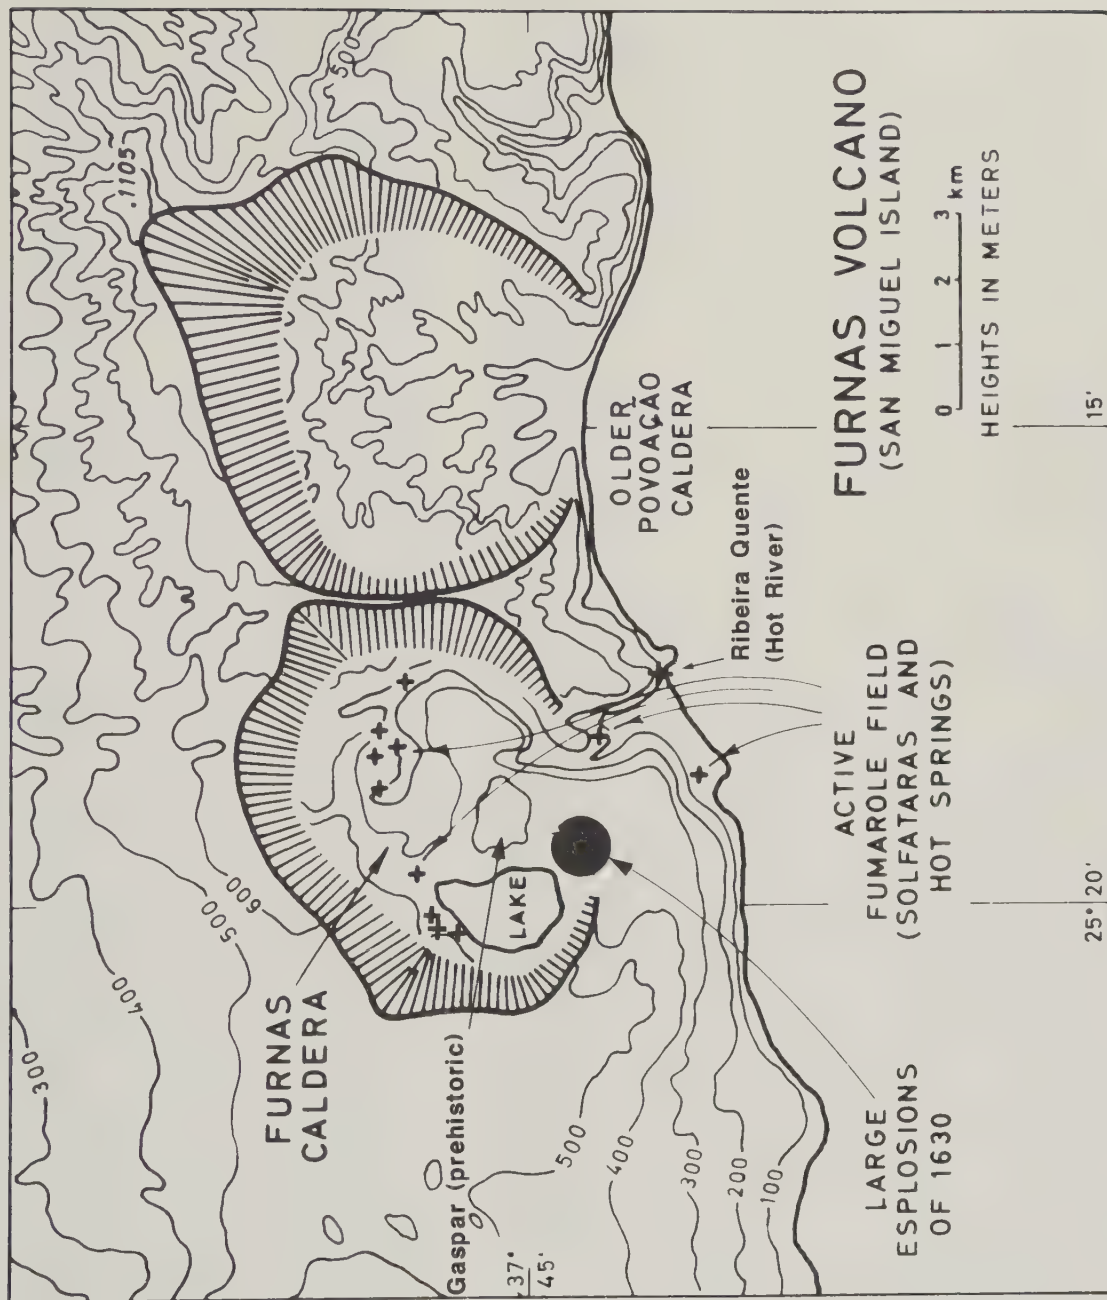 FURNAS VOLCANO
(SAN MIGUEL ISLAND)
0 1 2 3
km
HEIGHTS IN METERS
.1105
500
300
400
500
600
FURNAS
CALDERA
Gaspar (prehistoric)
LAKE
OLDER
POVOAÇÃO
CALDERA
Ribeira Quente
(Hot River)
ACTIVE
FUMAROLE FIELD
(SOLFATARAS AND
HOT SPRINGS)
LARGE
ESPLOSIONS
OF 1630
500
400
300
200
100
37°
45'
25° 20'
15'